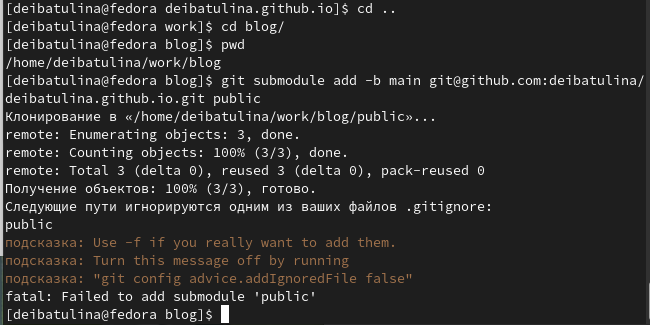 [deibatulina@fedora deibatulina.github.io]$ cd ..
[deibatulina@fedora work]$ cd blog/
[deibatulina@fedora blog]$ pwd
/home/deibatulina/work/blog
[deibatulina@fedora blog]$ git submodule add -b main git@github.com:deibatulina/
deibatulina.github.io.git public
Клонирование в «/home/deibatulina/work/blog/public»...
remote: Enumerating objects: 3, done.
remote: Counting objects: 100% (3/3), done.
remote: Total 3 (delta 0), reused 3 (delta 0), pack-reused 0
Получение объектов: 100% (3/3), готово.
Следующие пути игнорируются одним из ваших файлов .gitignore:
public
подсказка: Use -f if you really want to add them.
подсказка: Turn this message off by running
подсказка: "git config advice.addIgnoredFile false"
fatal: Failed to add submodule 'public'
[deibatulina@fedora blog]$